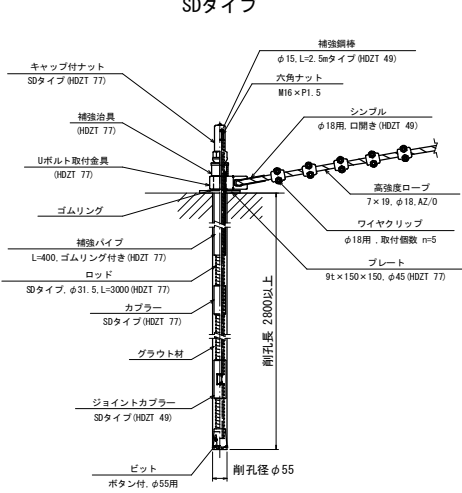 SDタイプ
補強鋼棒
φ15,L=2.5mタイプ(HDZT 49)
キャップ付ナット
SDタイプ(HDZT 77)
六角ナット
M16×P1.5
補強治具
(HDZT 77)
シンブル
φ18用,口開き(HDZT 49)
Uボルト取付金具
(HDZT 77)
高強度ロープ
7×19,φ18,AZ/O
ゴムリング
ワイヤクリップ
φ18用 ,取付個数 n=5
補強パイプ
L=400,ゴムリング付き(HDZT 77)
プレート
9t×150×150,φ45(HDZT 77)
ロッド
SDタイプ,φ31.5,L=3000(HDZT 77)
カプラー
SDタイプ(HDZT 77)
削孔長 2800以上
グラウト材
ジョイントカプラー
SDタイプ(HDZT 49)
ビット
ボタン付,φ55用
削孔径φ55